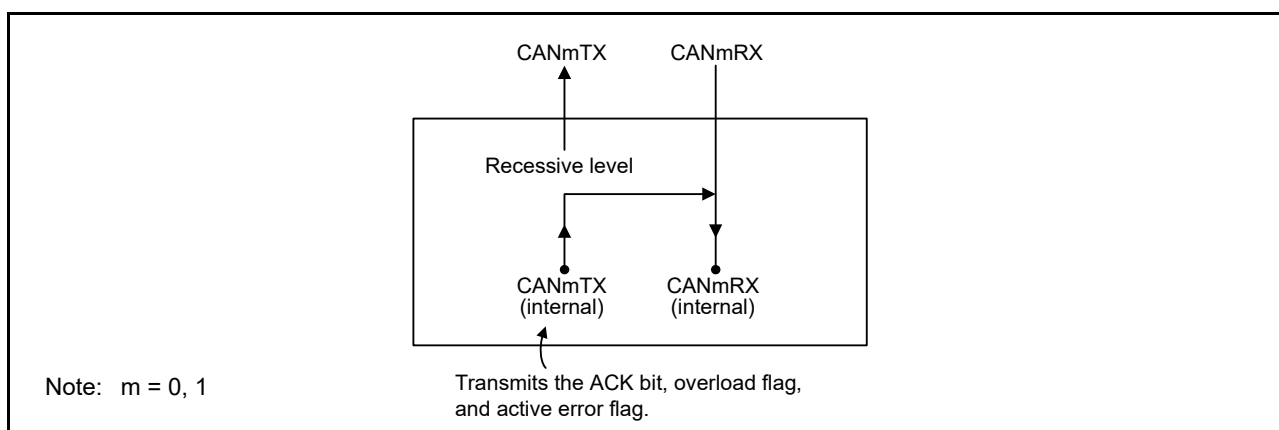 CANmTX CANmRX
Recessive level
CANmTX CANmRX
(internal) (internal)
Transmits the ACK bit, overload flag,
and active error flag.
Note: m = 0, 1